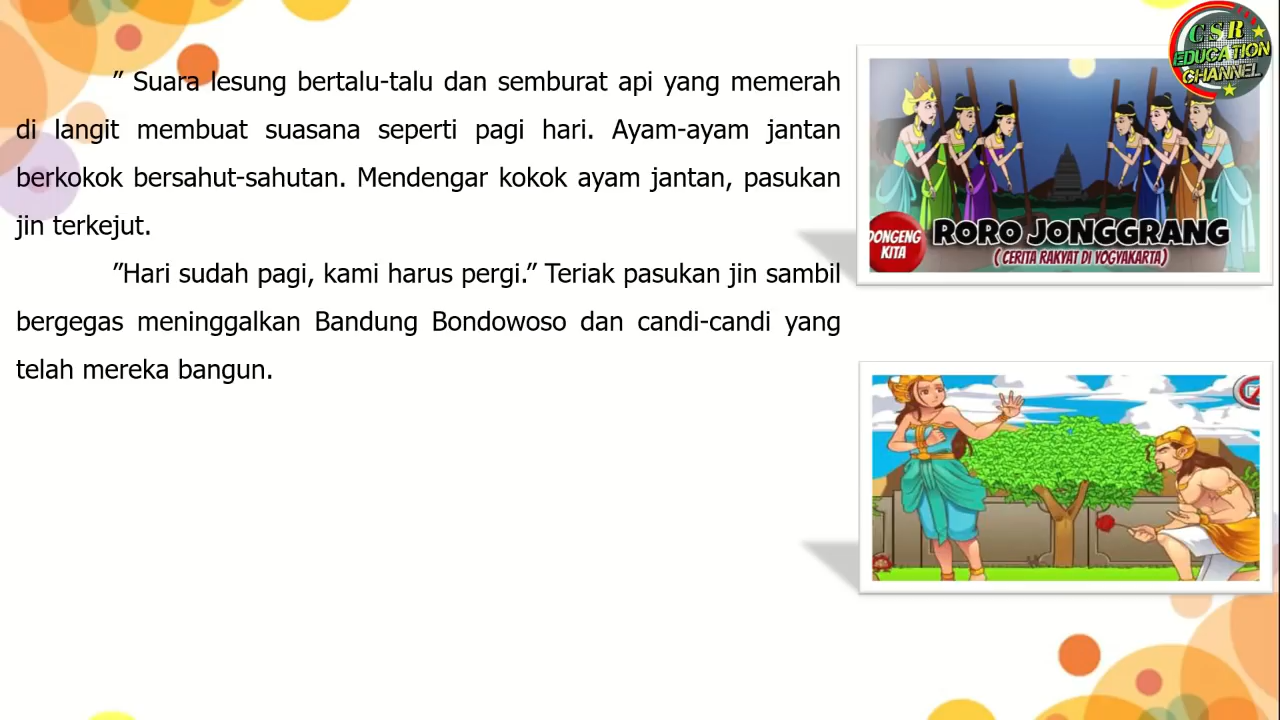 ” Suara lesung bertalu-talu dan semburat api yang memerah
di langit membuat suasana seperti pagi hari. Ayam-ayam jantan
berkokok bersahut-sahutan. Mendengar kokok ayam jantan, pasukan
jin terkejut.
”Hari sudah pagi, kami harus pergi.” Teriak pasukan jin sambil
bergegas meninggalkan Bandung Bondowoso dan candi-candi yang
telah mereka bangun.
CSR
EDUCATION
CHANNEL
DONGENG
KITA
RORO JONGGRANG
( CERITA RAKYAT DI YOGYAKARTA)